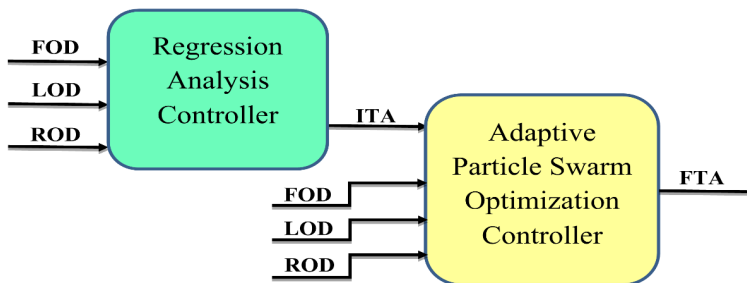 FOD
LOD
ROD
Regression
Analysis
Controller
ITA
FOD
LOD
ROD
Adaptive
Particle Swarm
Optimization
Controller
FTA